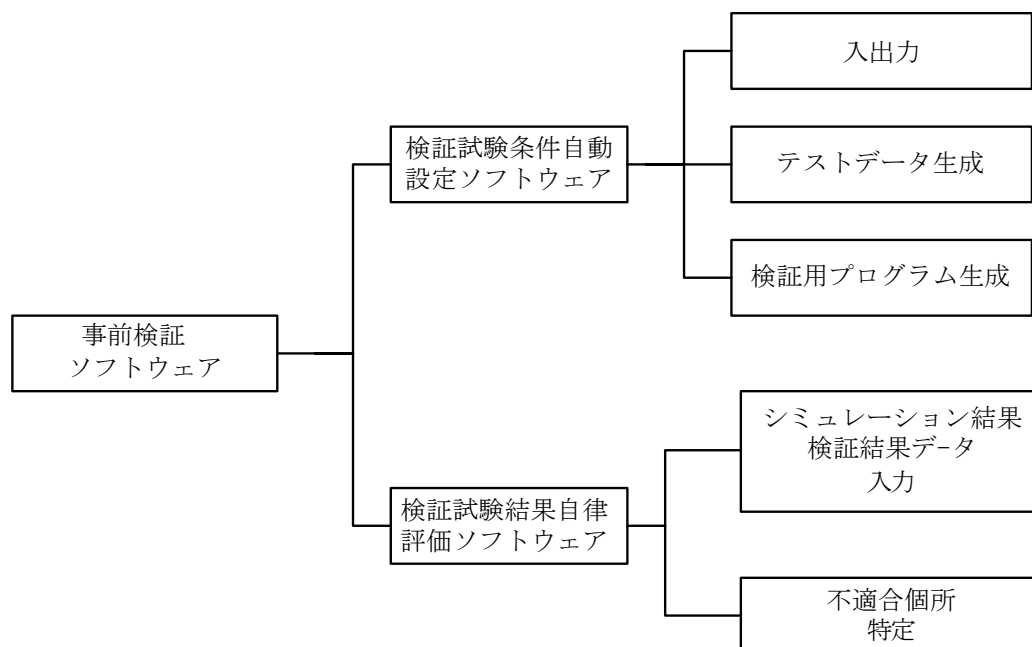 入出力
検証試験条件自動
設定ソフトウェア
テストデータ生成
検証用プログラム生成
事前検証
ソフトウェア
シミュレーション結果
検証結果データ
入力
検証試験結果自律
評価ソフトウェア
不適合個所
特定